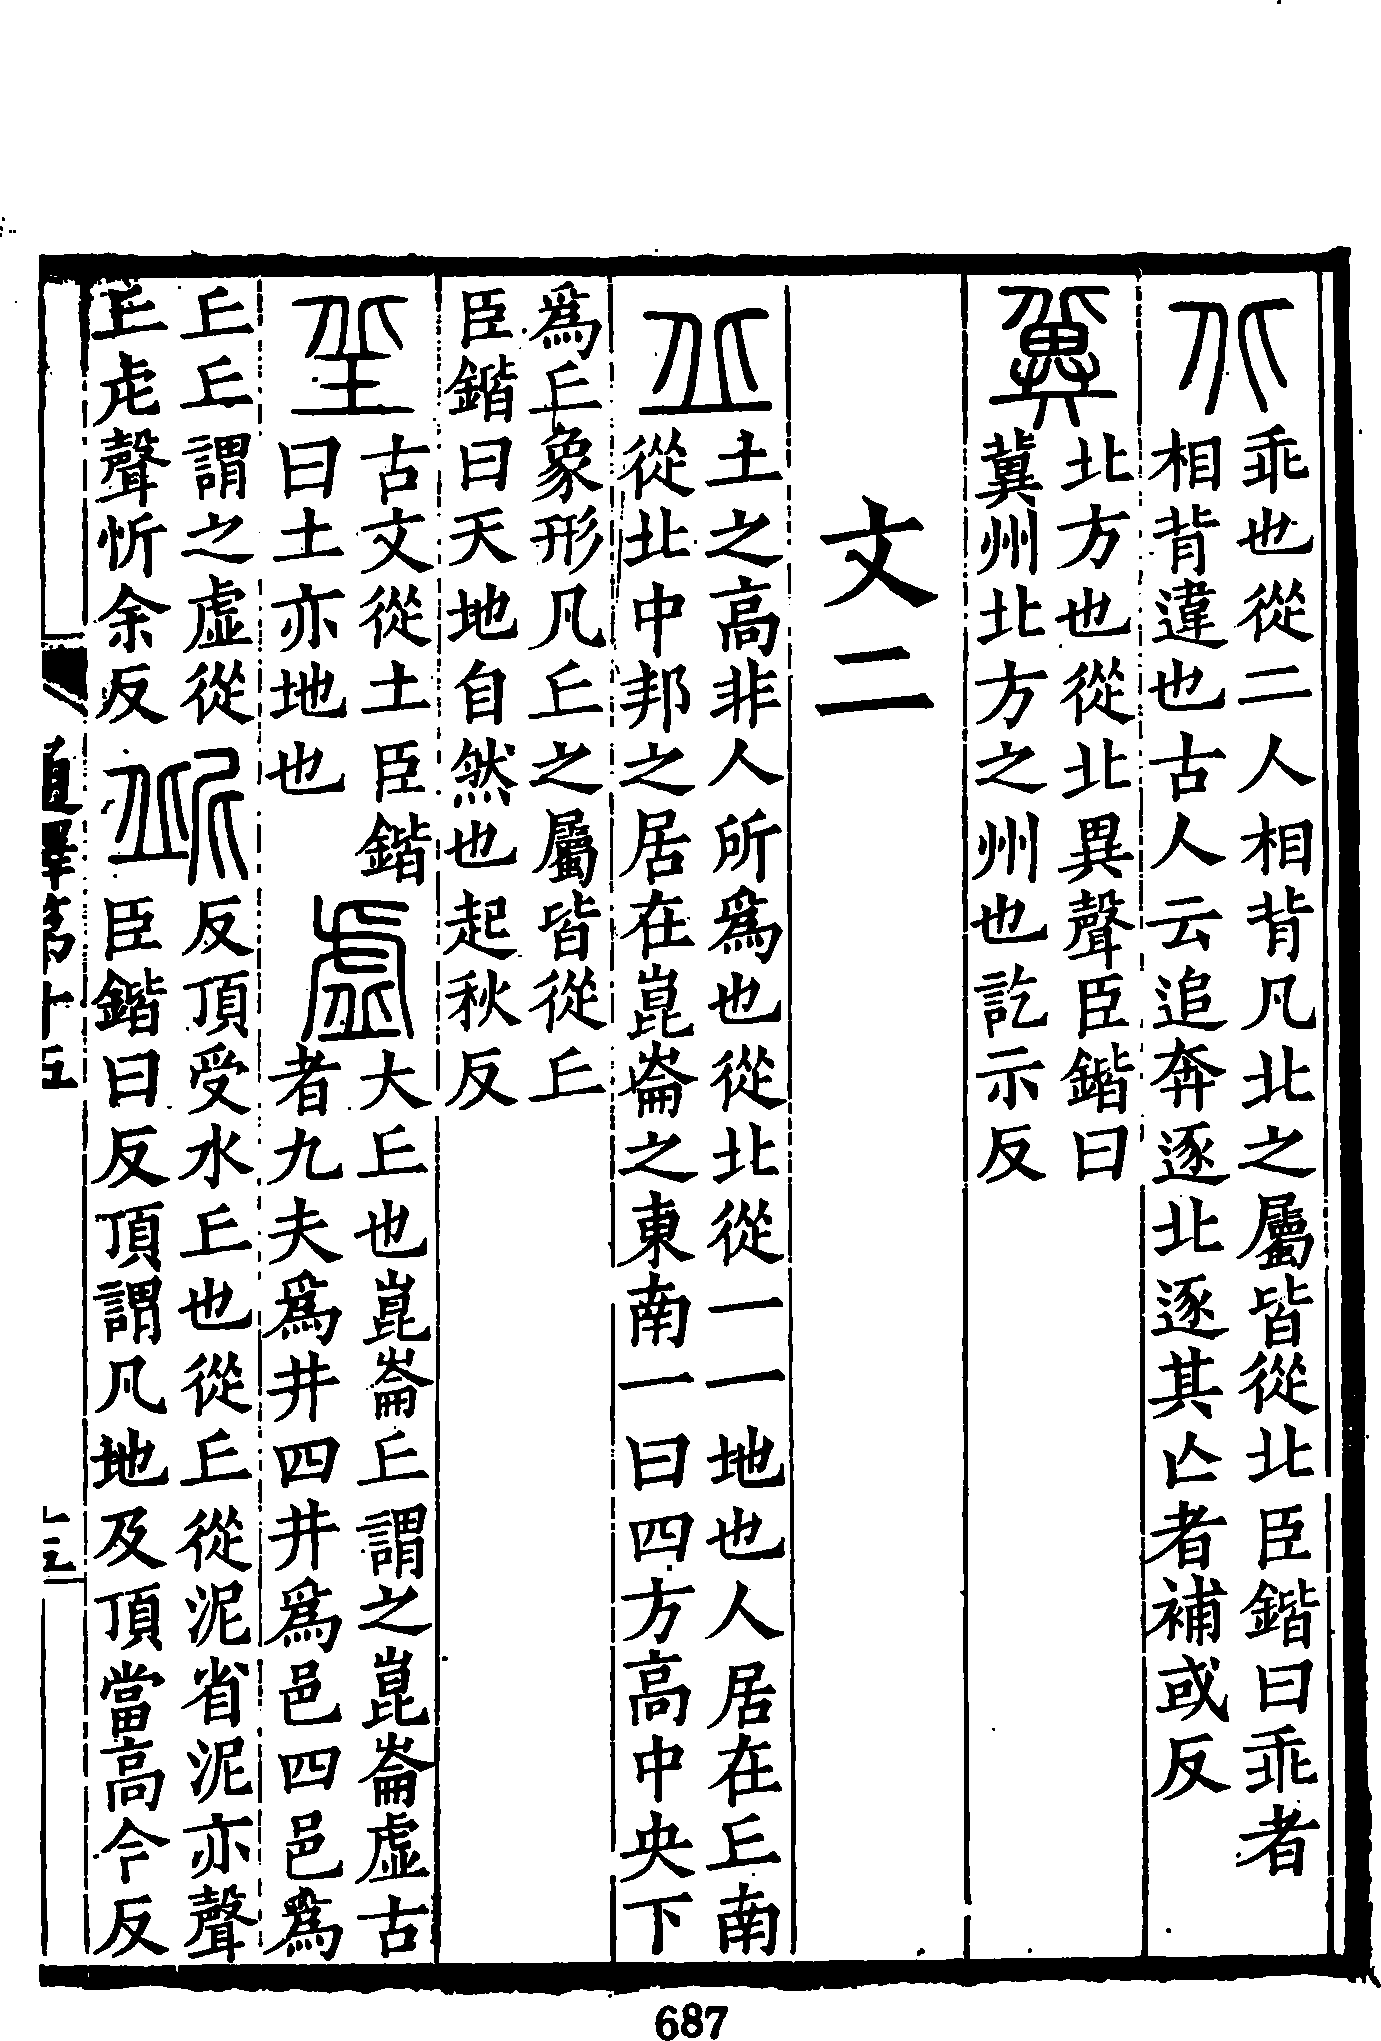 北
乖也從二人相背凡北之屬皆從北臣鍇曰乖者
相背違也古人云追奔逐北逐其亾者補或反
冀
北方也從北異聲臣鍇曰
冀州北方之州也訖示反
文二
丘
土之高非人所爲也從北從一一地也人居在丘南
從北中邦之居在崑崙之東南一曰四方高中央下
爲丘象形凡丘之屬皆從丘
臣鍇曰天地自然也起秋反
坵
古文從土臣鍇
曰土亦地也
虛
大丘也崑崙丘謂之崑崙虛古
者九夫爲井四井爲邑四邑爲
丘丘謂之虛從
丘虍聲忻余反
屔
反頂受水丘也從丘從泥省泥亦聲
臣鍇曰反頂謂凡地及頂當高今反
通釋第十五
687